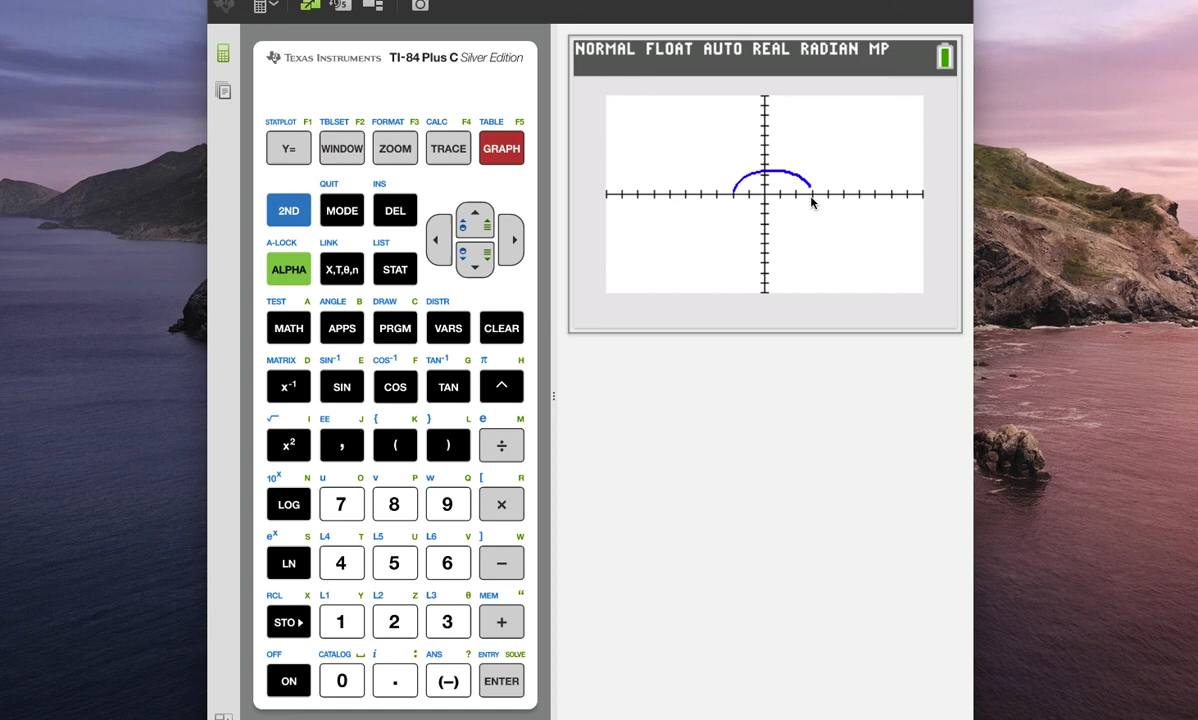 TEXAS INSTRUMENTS TI-84 Plus C Silver Edition
NORMAL FLOAT AUTO REAL RADIAN MP
STATPLOT F1 TBLSET F2 FORMAT F3 CALC F4 TABLE F5
Y= WINDOW ZOOM TRACE GRAPH
QUIT INS
2ND MODE DEL
A-LOCK LINK LIST
ALPHA X,T,θ,n STAT
TEST A ANGLE B DRAW C DISTR
MATH APPS PRGM VARS CLEAR
MATRIX D SIN⁻¹ E COS⁻¹ F TAN⁻¹ G π H
x⁻¹ SIN COS TAN ^
√ I EE J { K } L e M
x² , ( ) ÷
10ˣ N u O v P w Q [ R
LOG 7 8 9 ×
eˣ S L4 T L5 U L6 V ] W
LN 4 5 6 −
RCL X L1 Y L2 Z L3 θ MEM "
STO▸ 1 2 3 +
OFF CATALOG ⎵ i : ANS ? ENTRY SOLVE
ON 0 . (−) ENTER